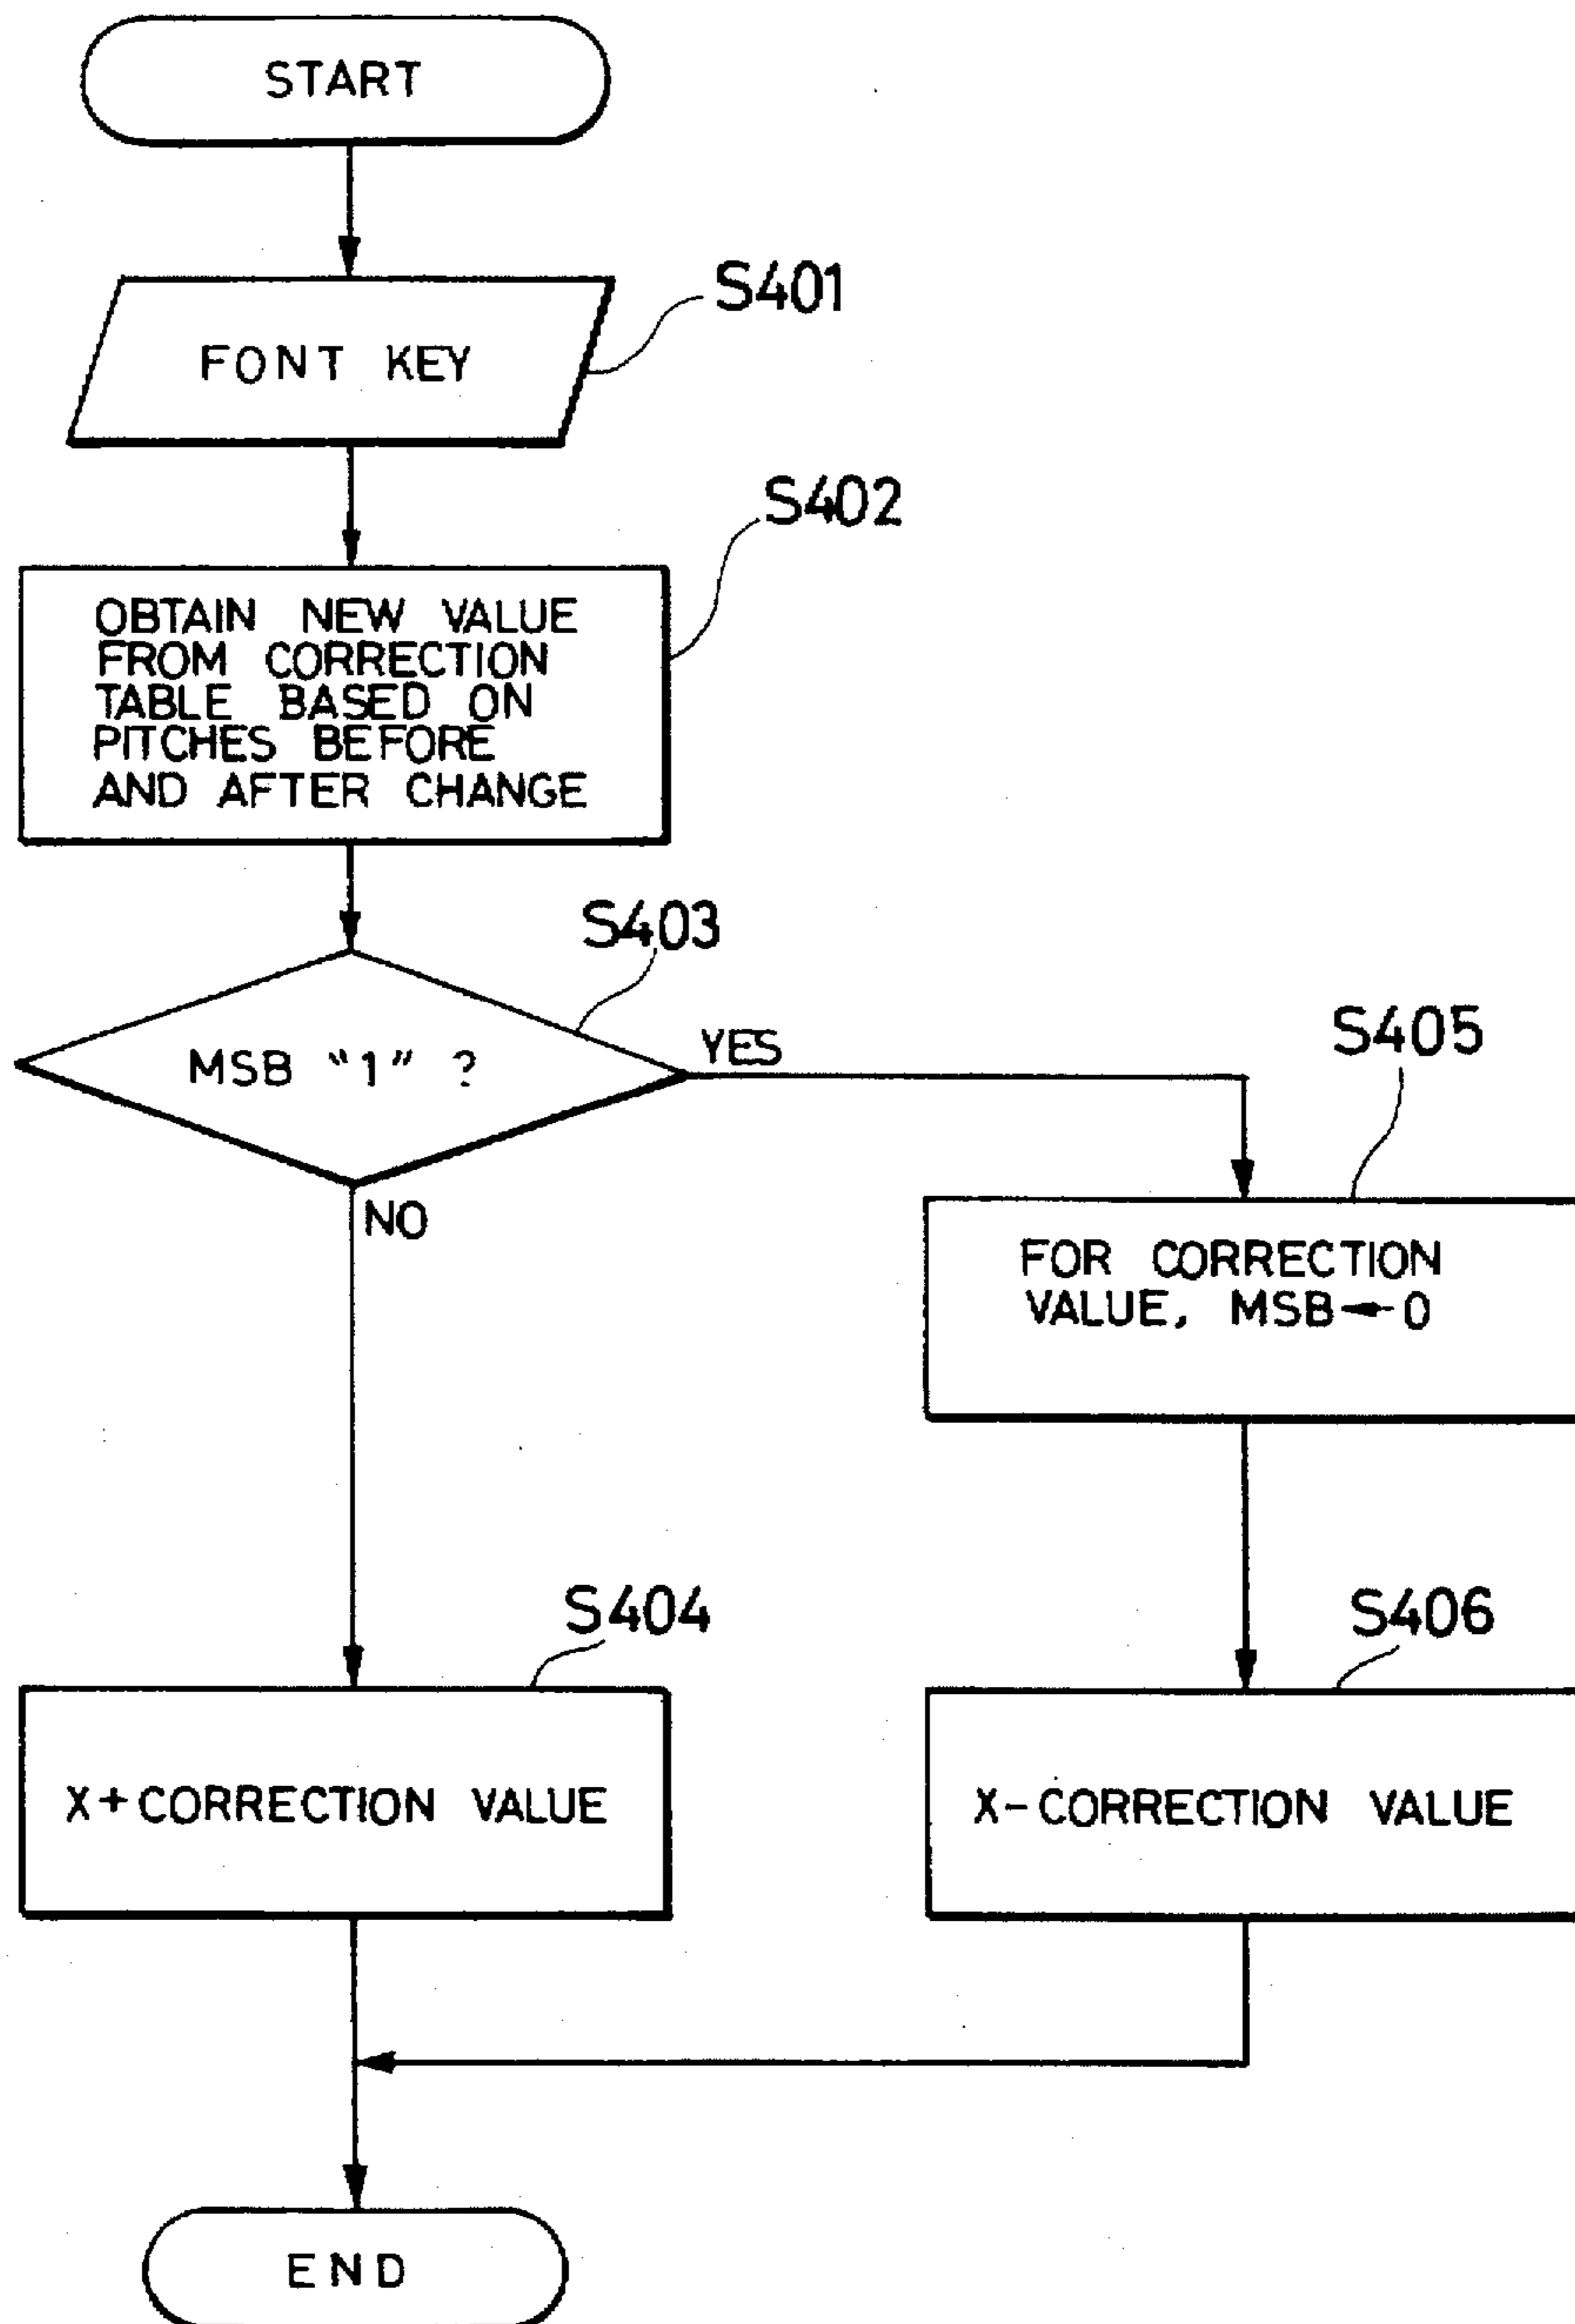 START
S401
FONT KEY
S402
OBTAIN NEW VALUE
FROM CORRECTION
TABLE BASED ON
PITCHES BEFORE
AND AFTER CHANGE
S403
MSB “1” ?
YES
NO
S405
FOR CORRECTION
VALUE, MSB←0
S404
X+CORRECTION VALUE
S406
X-CORRECTION VALUE
END